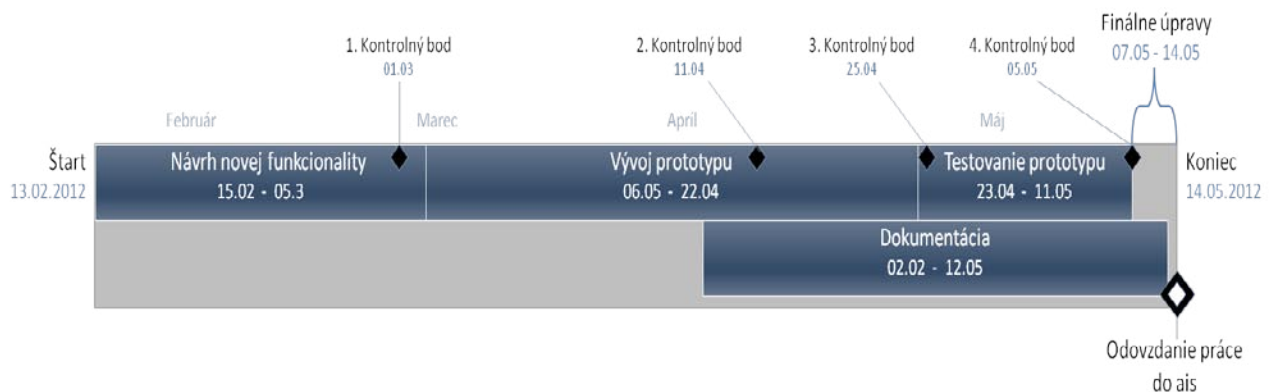 Finálne úpravy
07.05 - 14.05
1. Kontrolný bod
01.03
2. Kontrolný bod
11.04
3. Kontrolný bod
25.04
4. Kontrolný bod
05.05
Február
Marec
Apríl
Máj
Štart
13.02.2012
Návrh novej funkcionality
15.02 - 05.3
Vývoj prototypu
06.05 - 22.04
Testovanie prototypu
23.04 - 11.05
Koniec
14.05.2012
Dokumentácia
02.02 - 12.05
Odovzdanie práce
do ais